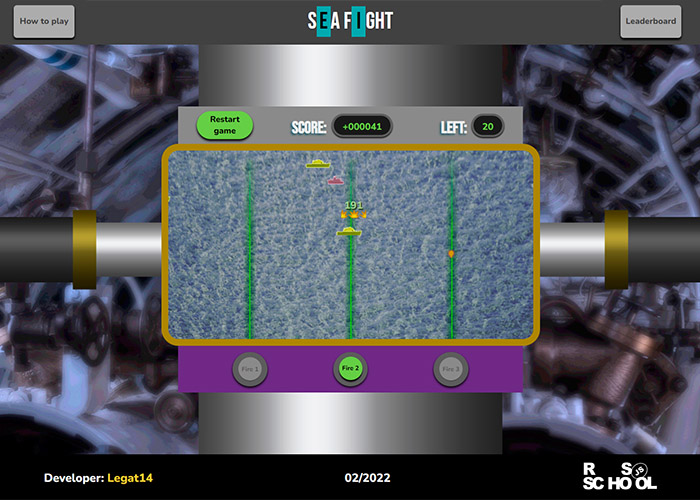 How to play
SEA FIGHT
Leaderboard
Restart
game
SCORE:
+000041
LEFT:
20
191
Fire 1
Fire 2
Fire 3
Developer: Legat14
02/2022
R S JS
SCHOOL